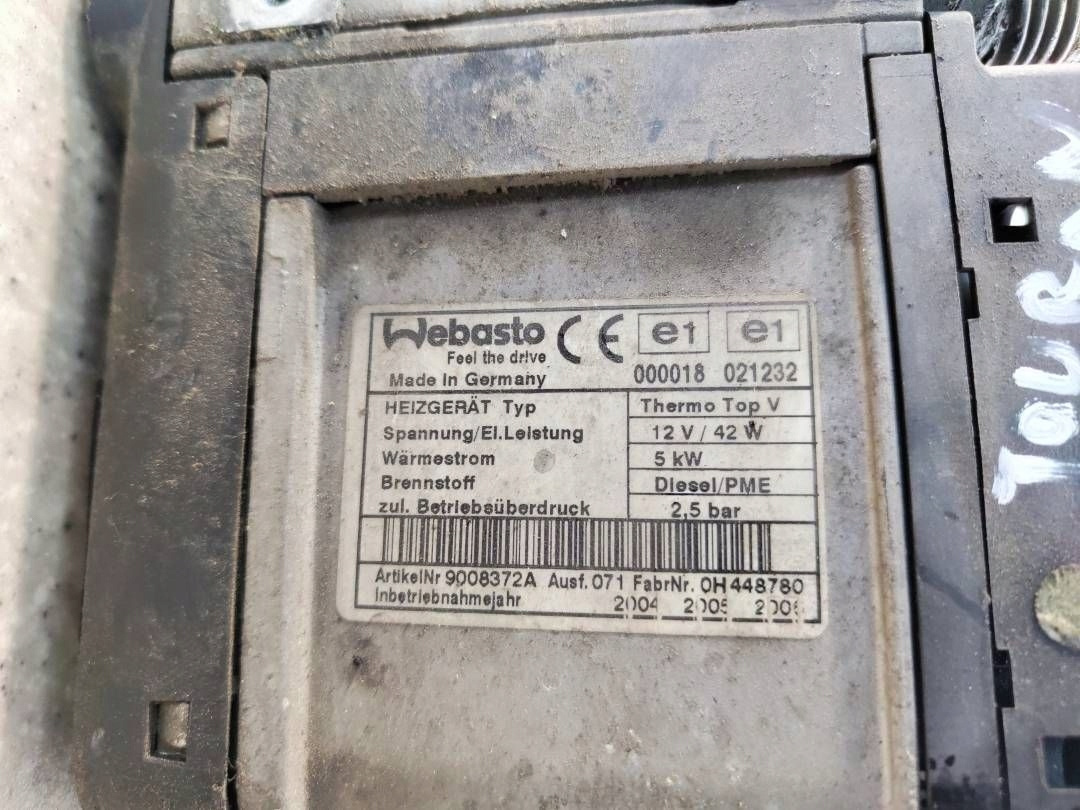 Webasto CE e1 e1
Feel the drive
Made in Germany 000018 021232
HEIZGERÄT Typ Thermo Top V
Spannung/El.Leistung 12 V / 42 W
Wärmestrom 5 kW
Brennstoff Diesel/PME
zul. Betriebsüberdruck 2,5 bar
ArtikelNr 9008372A Ausf. 071 FabrNr. 0H448780
Inbetriebnahmejahr 2004 2005 2006
TOURAN